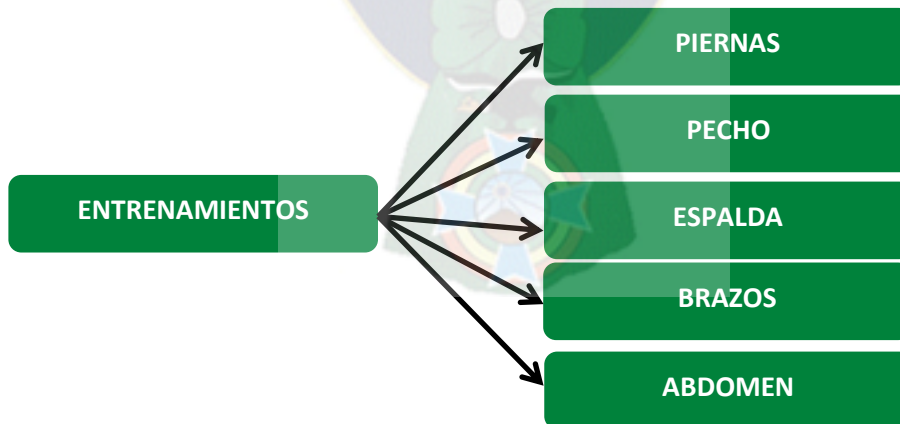 PIERNAS
PECHO
ENTRENAMIENTOS
ESPALDA
BRAZOS
ABDOMEN